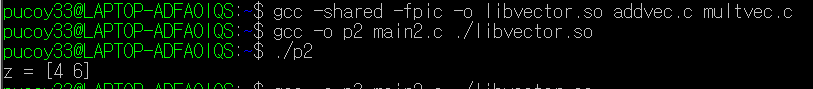 pucoy33@LAPTOP-ADFAOIQS:~$ gcc -shared -fpic -o libvector.so addvec.c multvec.c
pucoy33@LAPTOP-ADFAOIQS:~$ gcc -o p2 main2.c ./libvector.so
pucoy33@LAPTOP-ADFAOIQS:~$ ./p2
z = [4 6]